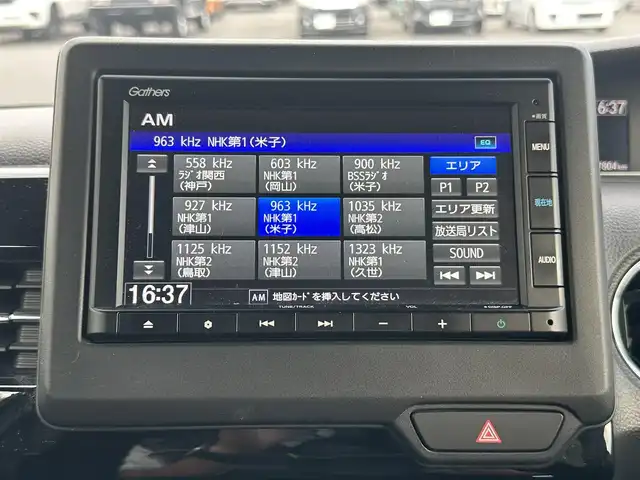 Gathers
AM
963 kHz NHK第1(米子)
EQ
558 kHz
ﾗｼﾞｵ関西
(神戸)
603 kHz
NHK第1
(岡山)
900 kHz
BSSﾗｼﾞｵ
(米子)
エリア
P1
P2
927 kHz
NHK第1
(津山)
963 kHz
NHK第1
(米子)
1035 kHz
NHK第2
(高松)
エリア更新
放送局リスト
1125 kHz
NHK第2
(鳥取)
1152 kHz
NHK第2
(津山)
1323 kHz
NHK第1
(久世)
SOUND
16:37
AM 地図ｶｰﾄﾞを挿入してください
MENU
現在地
AUDIO
TUNE/TRACK
VOL
6:37